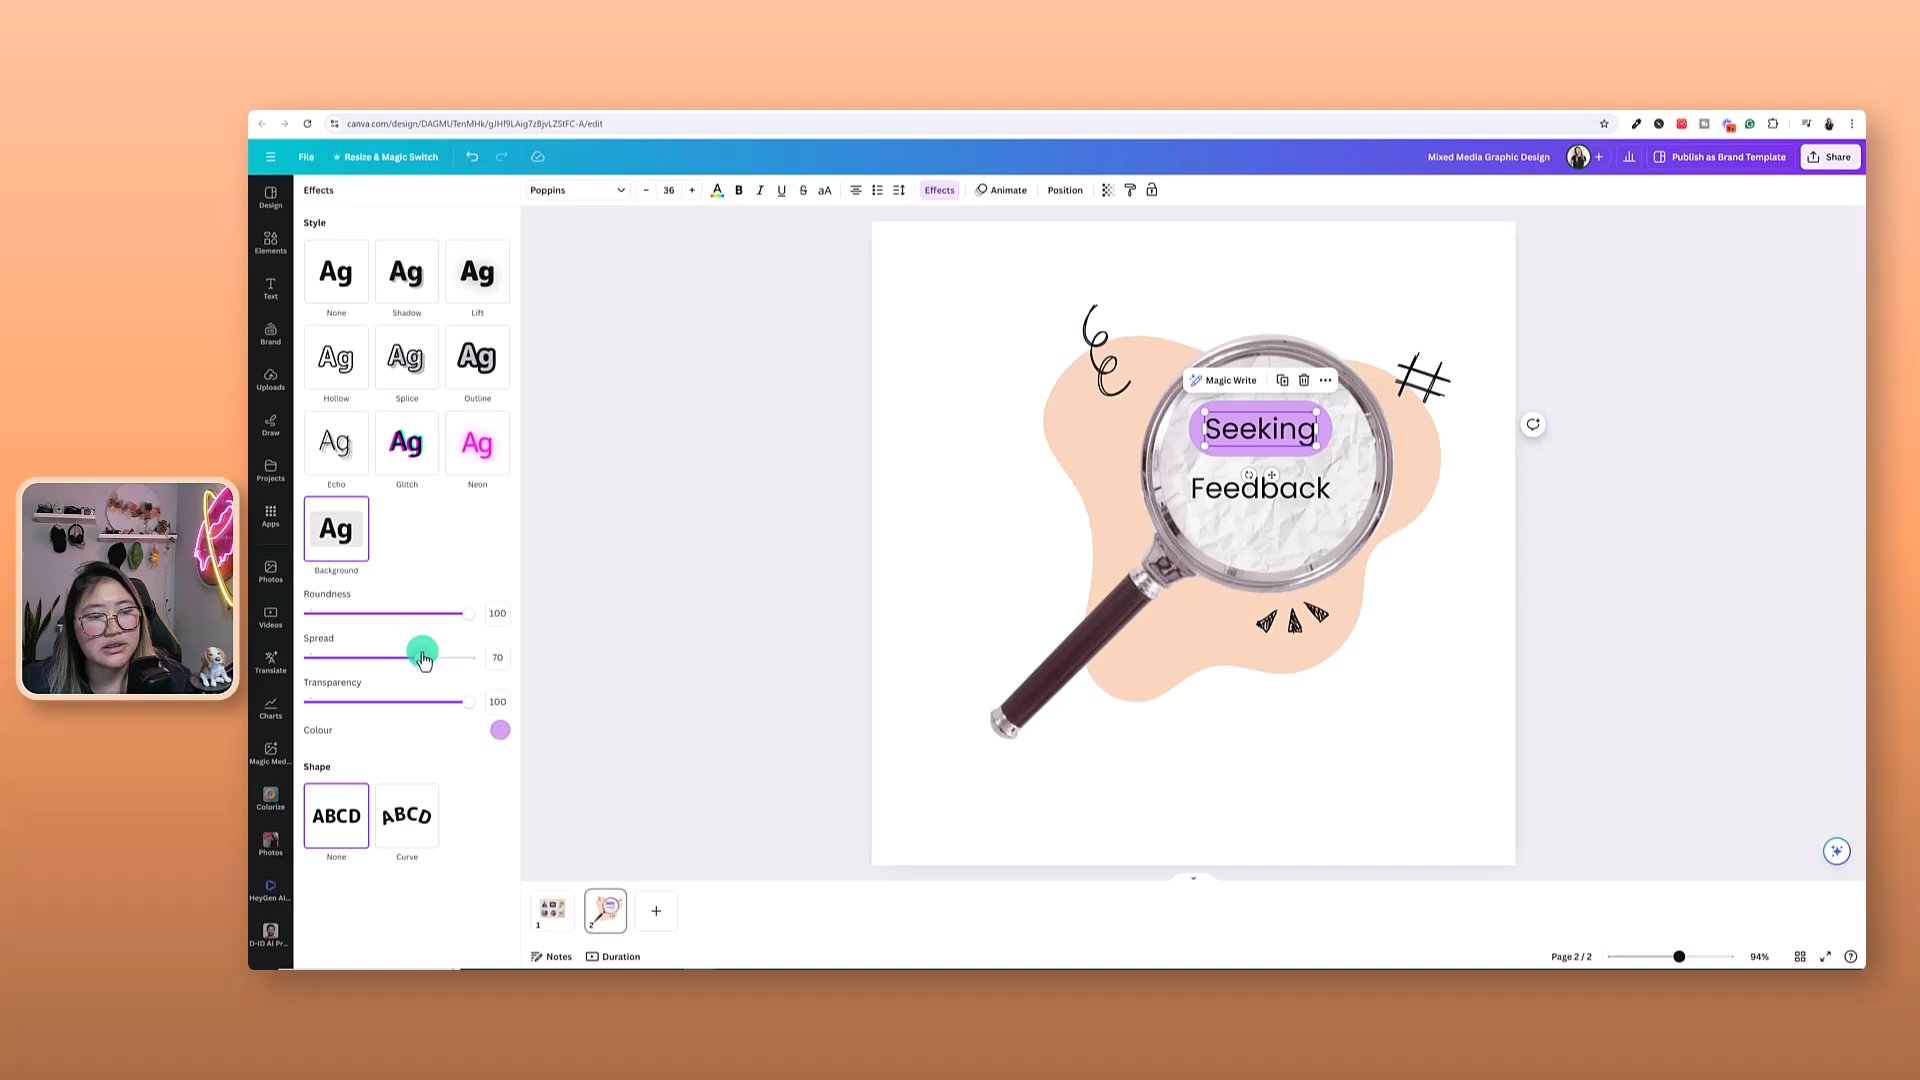 canva.com/design/DAGMUTenMHk/gJHf9LAig7zBjvLZStFC-A/edit
File
Resize & Magic Switch
Mixed Media Graphic Design
Publish as Brand Template
Share
Effects
Poppins
- 36 +
A B I U S aA
Effects
Animate
Position
Design
Elements
Text
Brand
Uploads
Draw
Projects
Apps
Photos
Videos
Translate
Charts
Magic Med...
Colorize
Photos
HeyGen AI...
D-ID AI Pr...
Style
Ag Ag Ag
None Shadow Lift
Ag Ag Ag
Hollow Splice Outline
Ag Ag Ag
Echo Glitch Neon
Ag
Background
Roundness
100
Spread
70
Transparency
100
Colour
Shape
ABCD ABCD
None Curve
Magic Write
Seeking
Feedback
1
2
Notes
Duration
Page 2 / 2
94%